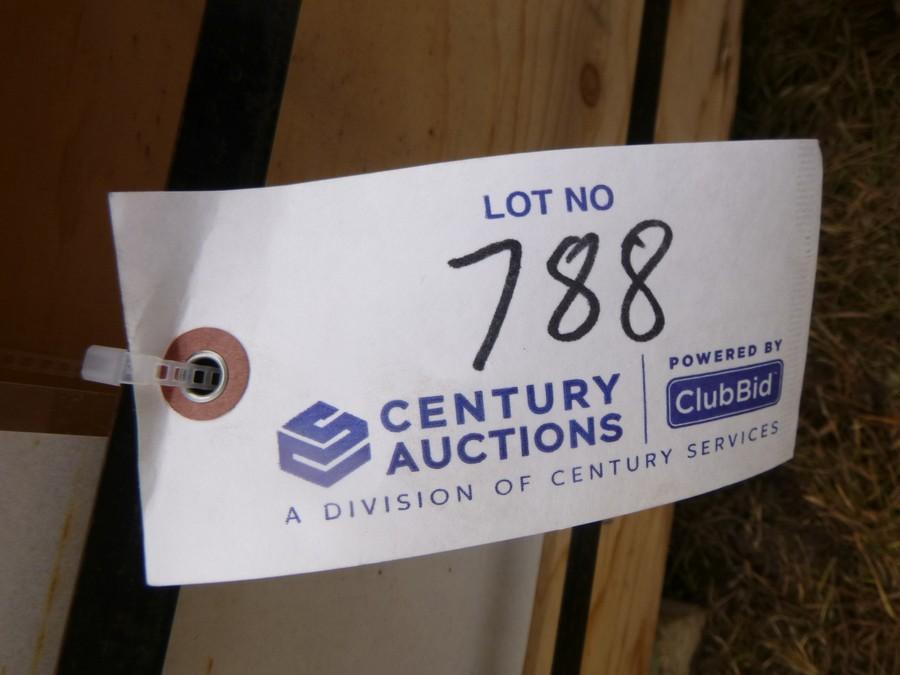 LOT NO
788
CENTURY
AUCTIONS
POWERED BY
ClubBid
A DIVISION OF CENTURY SERVICES